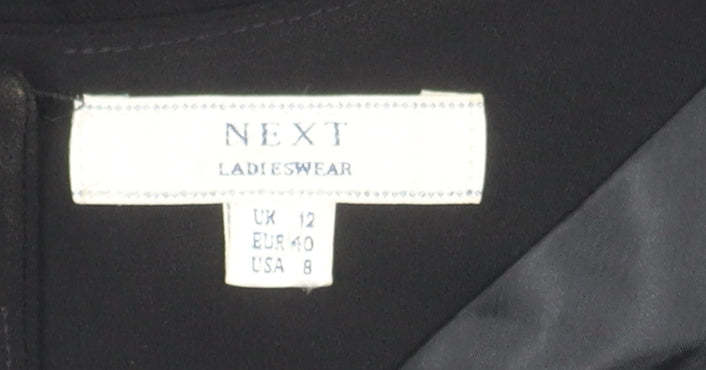 NEXT
LADIESWEAR
UK 12
EUR 40
USA 8